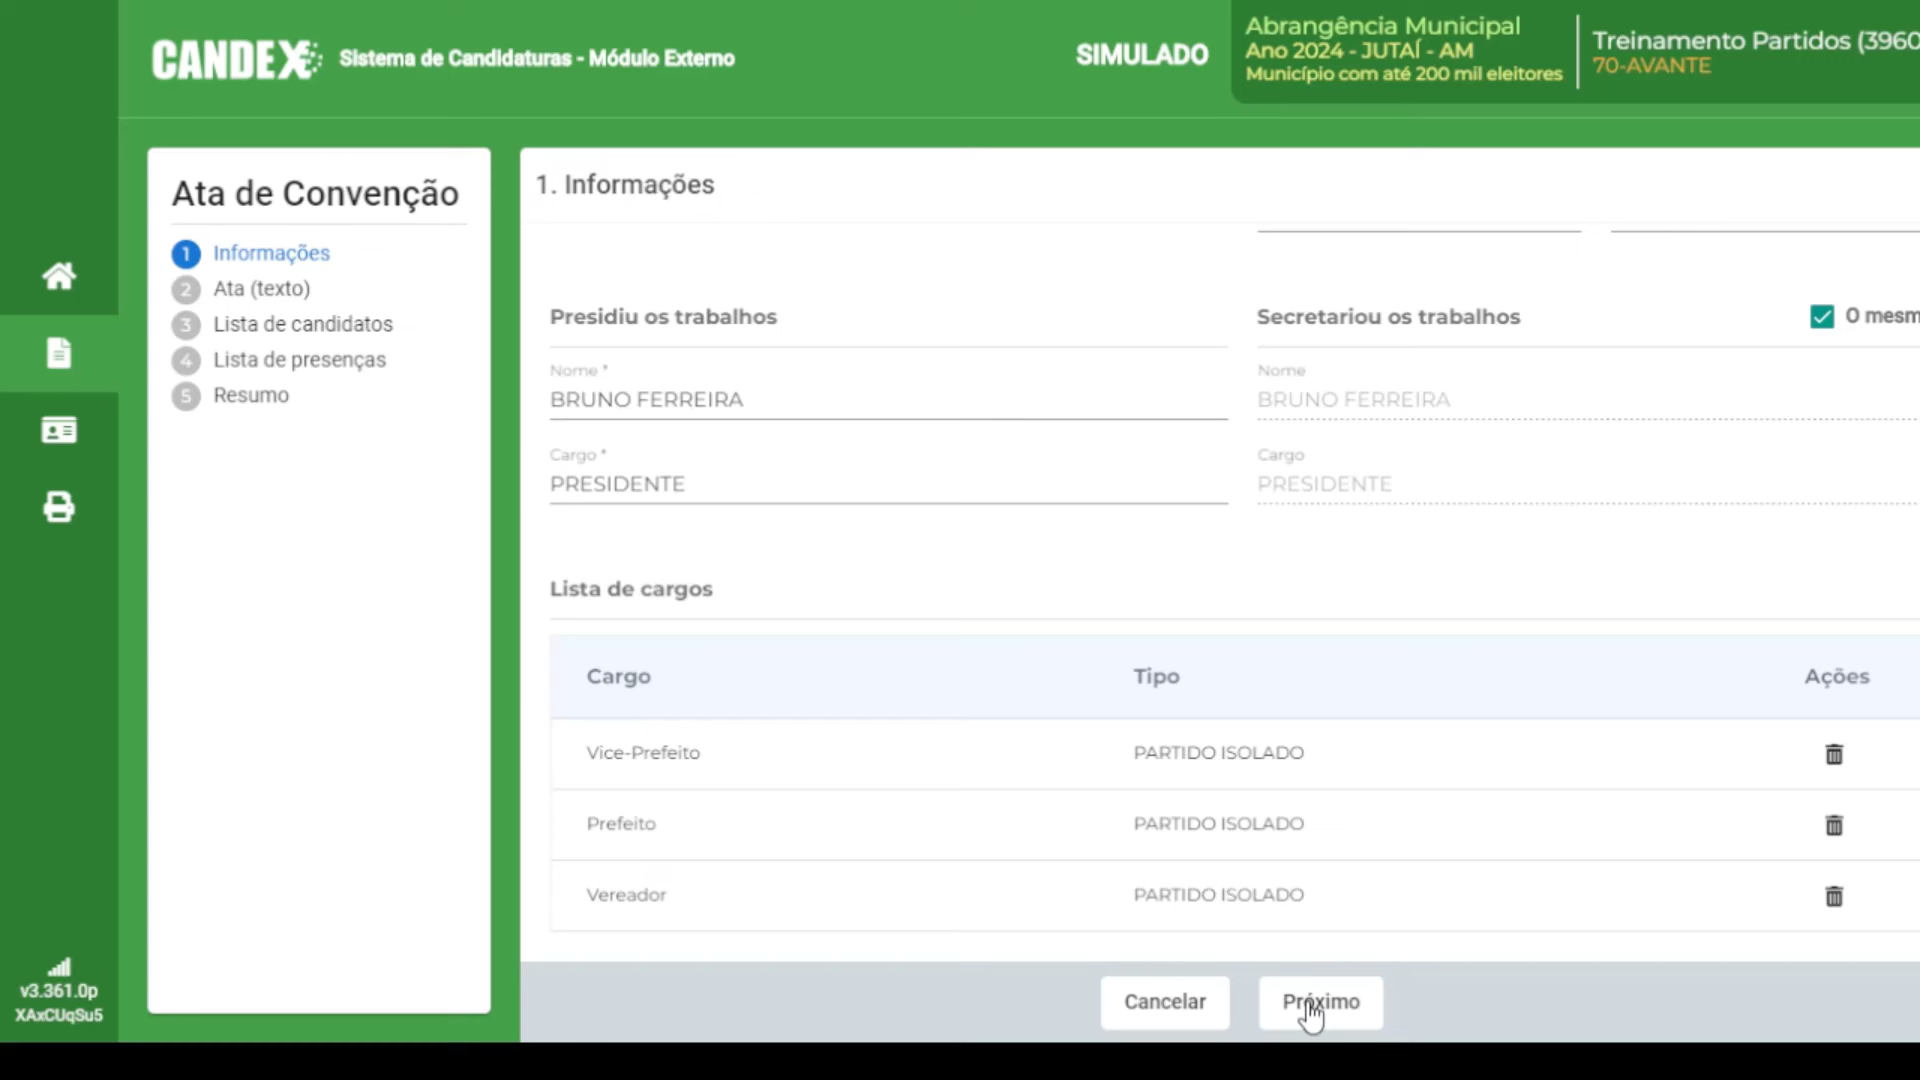 CANDEX
Sistema de Candidaturas - Módulo Externo
SIMULADO
Abrangência Municipal
Ano 2024 - JUTAÍ - AM
Município com até 200 mil eleitores
Treinamento Partidos (3960
70-AVANTE
Ata de Convenção
1 Informações
2 Ata (texto)
3 Lista de candidatos
4 Lista de presenças
5 Resumo
1. Informações
Presidiu os trabalhos
Nome *
BRUNO FERREIRA
Cargo *
PRESIDENTE
Secretariou os trabalhos
O mesm
Nome
BRUNO FERREIRA
Cargo
PRESIDENTE
Lista de cargos
Cargo Tipo Ações
Vice-Prefeito PARTIDO ISOLADO
Prefeito PARTIDO ISOLADO
Vereador PARTIDO ISOLADO
Cancelar Próximo
v3.361.0p
XAxCUqSu5